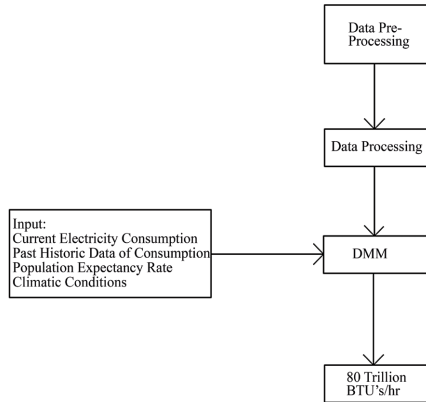 Data Pre-
Processing
Data Processing
Input:
Current Electricity Consumption
Past Historic Data of Consumption
Population Expectancy Rate
Climatic Conditions
DMM
80 Trillion
BTU's/hr